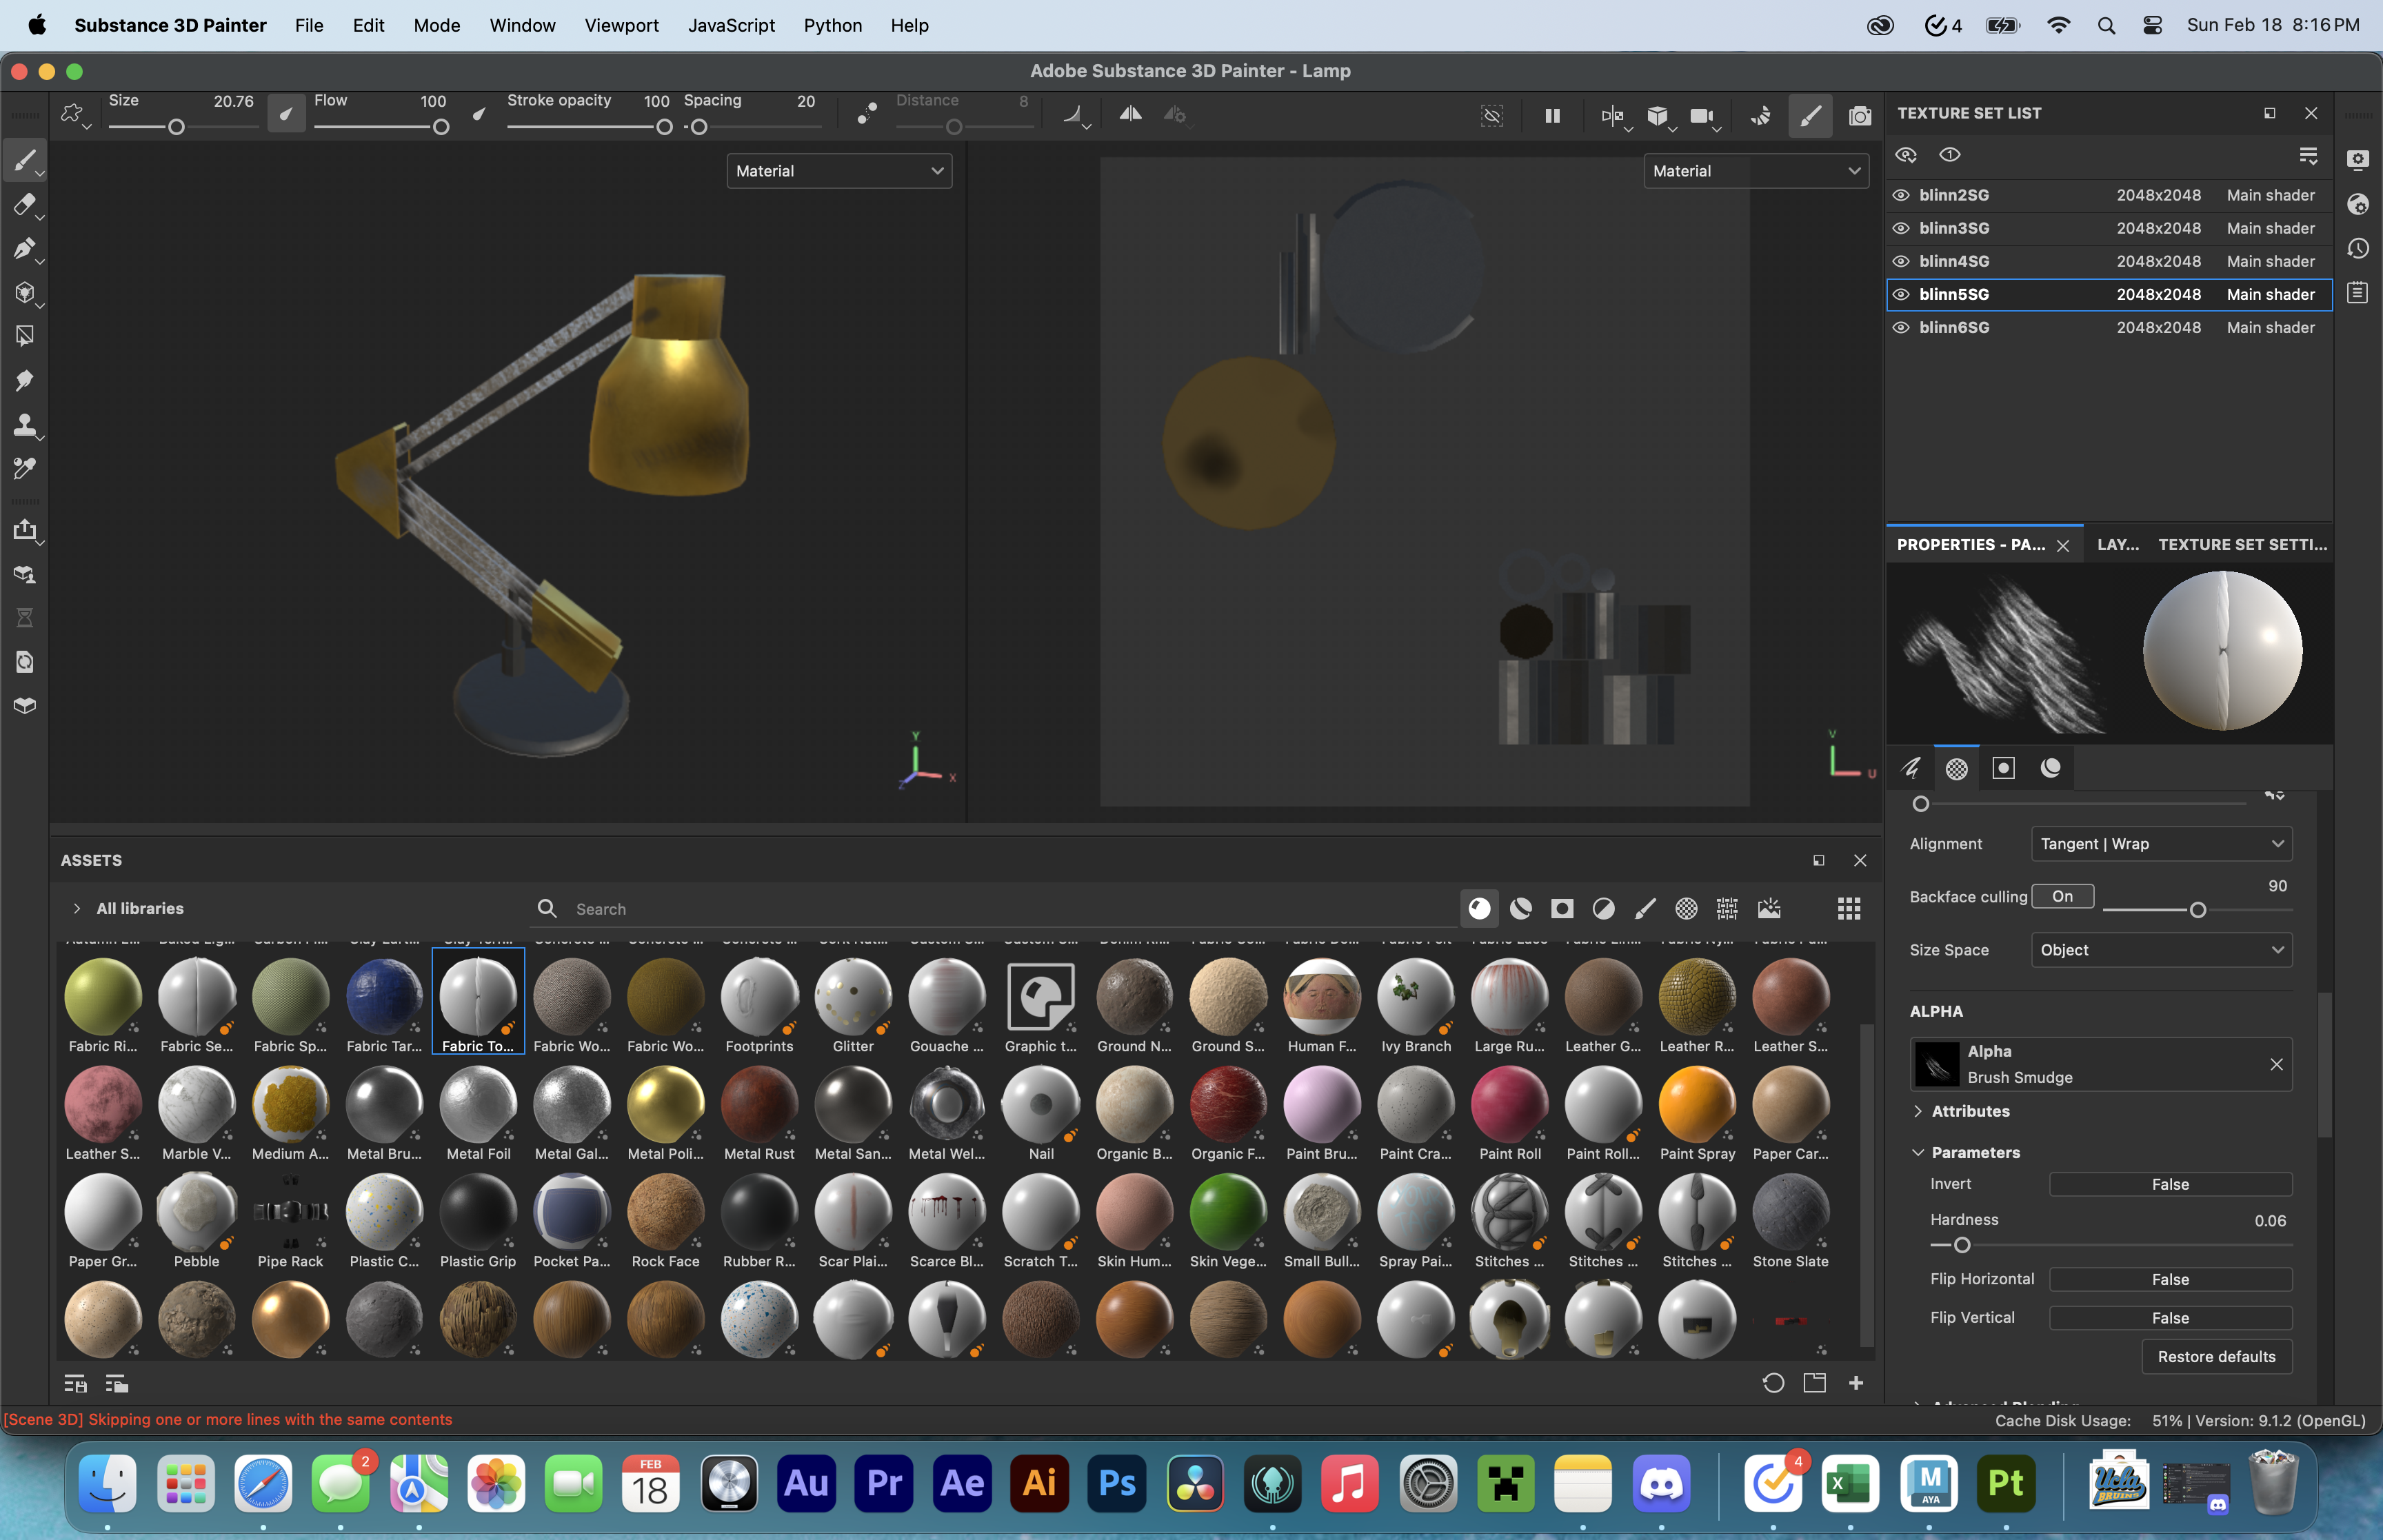 Substance 3D Painter File Edit Mode Window Viewport JavaScript Python Help 4 Sun Feb 18 8:16 PM
Adobe Substance 3D Painter - Lamp
Size 20.76 Flow 100 Stroke opacity 100 Spacing 20 Distance 8
Material
Material
Y
X
Z
V
U
TEXTURE SET LIST
blinn2SG 2048x2048 Main shader
blinn3SG 2048x2048 Main shader
blinn4SG 2048x2048 Main shader
blinn5SG 2048x2048 Main shader
blinn6SG 2048x2048 Main shader
PROPERTIES - PA... LAY... TEXTURE SET SETTI...
Alignment Tangent | Wrap
Backface culling On 90
Size Space Object
ALPHA
Alpha
Brush Smudge
Attributes
Parameters
Invert False
Hardness 0.06
Flip Horizontal False
Flip Vertical False
Restore defaults
ASSETS
All libraries Search
Fabric Ri... Fabric Se... Fabric Sp... Fabric Tar... Fabric To... Fabric Wo... Fabric Wo... Footprints Glitter Gouache ... Graphic t... Ground N... Ground S... Human F... Ivy Branch Large Ru... Leather G... Leather R... Leather S...
Leather S... Marble V... Medium A... Metal Bru... Metal Foil Metal Gal... Metal Poli... Metal Rust Metal San... Metal Wel... Nail Organic B... Organic F... Paint Bru... Paint Cra... Paint Roll Paint Roll... Paint Spray Paper Car...
Paper Gr... Pebble Pipe Rack Plastic C... Plastic Grip Pocket Pa... Rock Face Rubber R... Scar Plai... Scarce Bl... Scratch T... Skin Hum... Skin Vege... Small Bull... Spray Pai... Stitches ... Stitches ... Stitches ... Stone Slate
[Scene 3D] Skipping one or more lines with the same contents
Cache Disk Usage: 51% | Version: 9.1.2 (OpenGL)
2 FEB 18 Au Pr Ae Ai Ps 4 X M AYA Pt Ucla BRUINS